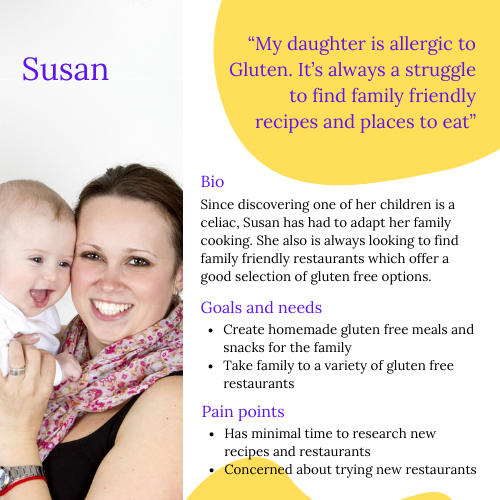 Susan
“My daughter is allergic to
Gluten. It’s always a struggle
to find family friendly
recipes and places to eat”
Bio
Since discovering one of her children is a
celiac, Susan has had to adapt her family
cooking. She also is always looking to find
family friendly restaurants which offer a
good selection of gluten free options.
Goals and needs
• Create homemade gluten free meals and
snacks for the family
• Take family to a variety of gluten free
restaurants
Pain points
• Has minimal time to research new
recipes and restaurants
• Concerned about trying new restaurants